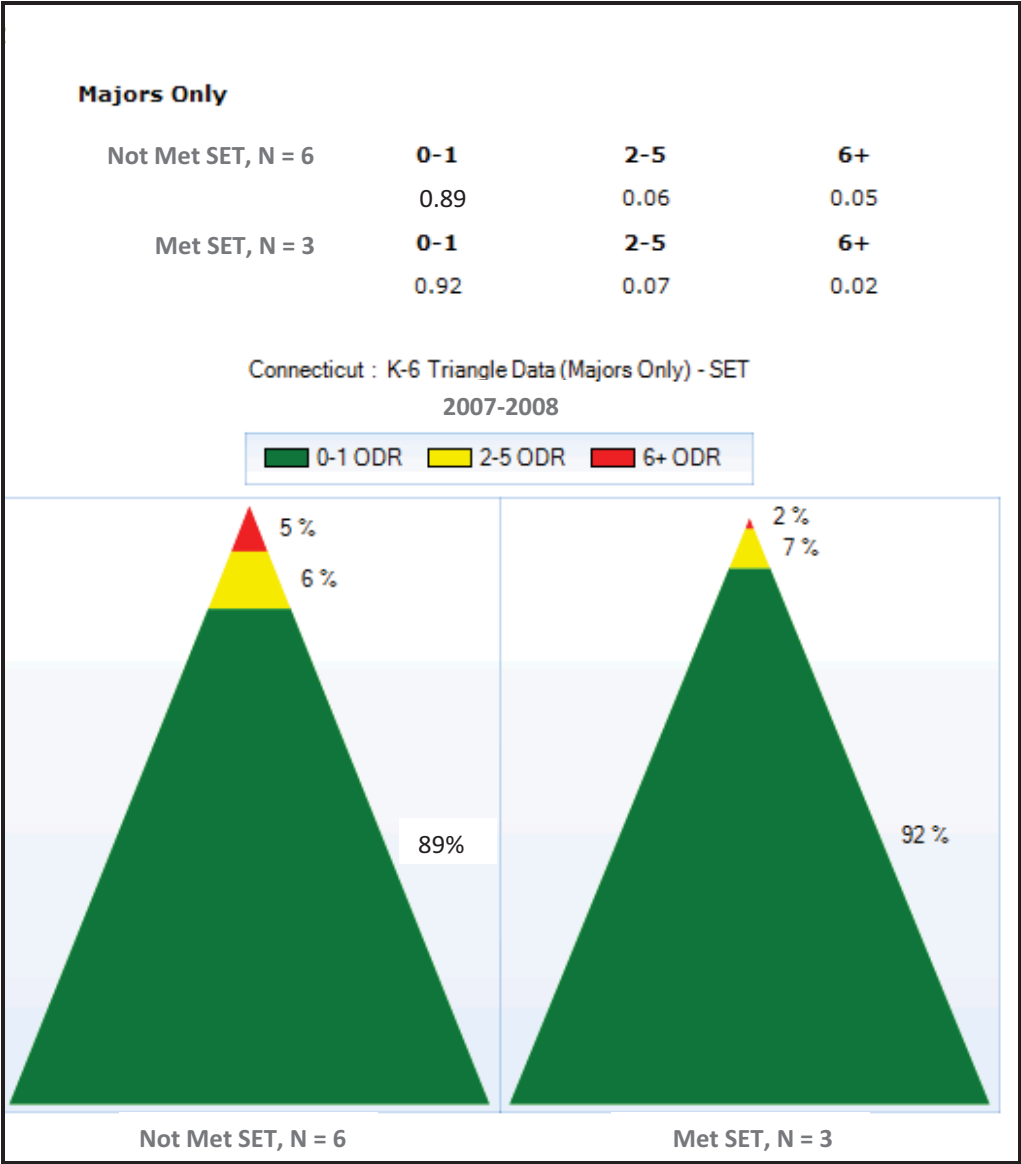 Majors Only
Not Met SET, N = 6 0-1 2-5 6+
0.89 0.06 0.05
Met SET, N = 3 0-1 2-5 6+
0.92 0.07 0.02
Connecticut : K-6 Triangle Data (Majors Only) - SET
2007-2008
0-1 ODR 2-5 ODR 6+ ODR
5 %
6 %
89%
2 %
7 %
92 %
Not Met SET, N = 6
Met SET, N = 3